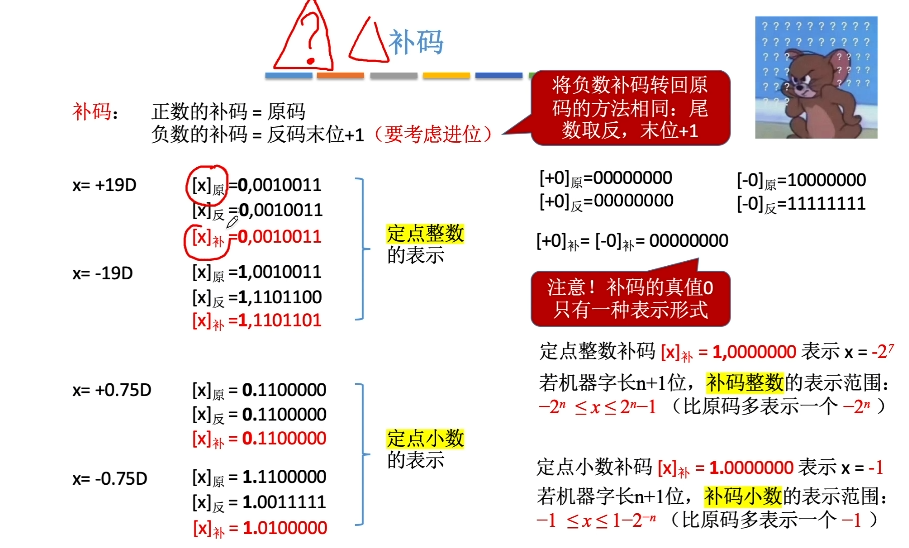 ? 补码
? ? ? ? ? ? ? ?
补码： 正数的补码 = 原码
负数的补码 = 反码末位+1（要考虑进位）
将负数补码转回原码的方法相同：尾数取反，末位+1
x= +19D
[x]原=0,0010011
[x]反=0,0010011
[x]补=0,0010011
x= -19D
[x]原=1,0010011
[x]反=1,1101100
[x]补=1,1101101
定点整数
的表示
x= +0.75D
[x]原 = 0.1100000
[x]反 = 0.1100000
[x]补 = 0.1100000
x= -0.75D
[x]原 = 1.1100000
[x]反 = 1.0011111
[x]补 = 1.0100000
定点小数
的表示
[+0]原=00000000
[+0]反=00000000
[-0]原=10000000
[-0]反=11111111
[+0]补= [-0]补= 00000000
注意！补码的真值0
只有一种表示形式
定点整数补码 [x]补 = 1,0000000 表示 x = -2⁷
若机器字长n+1位，补码整数的表示范围：
−2ⁿ ≤ x ≤ 2ⁿ−1 （比原码多表示一个 −2ⁿ ）
定点小数补码 [x]补 = 1.0000000 表示 x = -1
若机器字长n+1位，补码小数的表示范围：
−1 ≤ x ≤ 1−2⁻ⁿ （比原码多表示一个 −1 ）